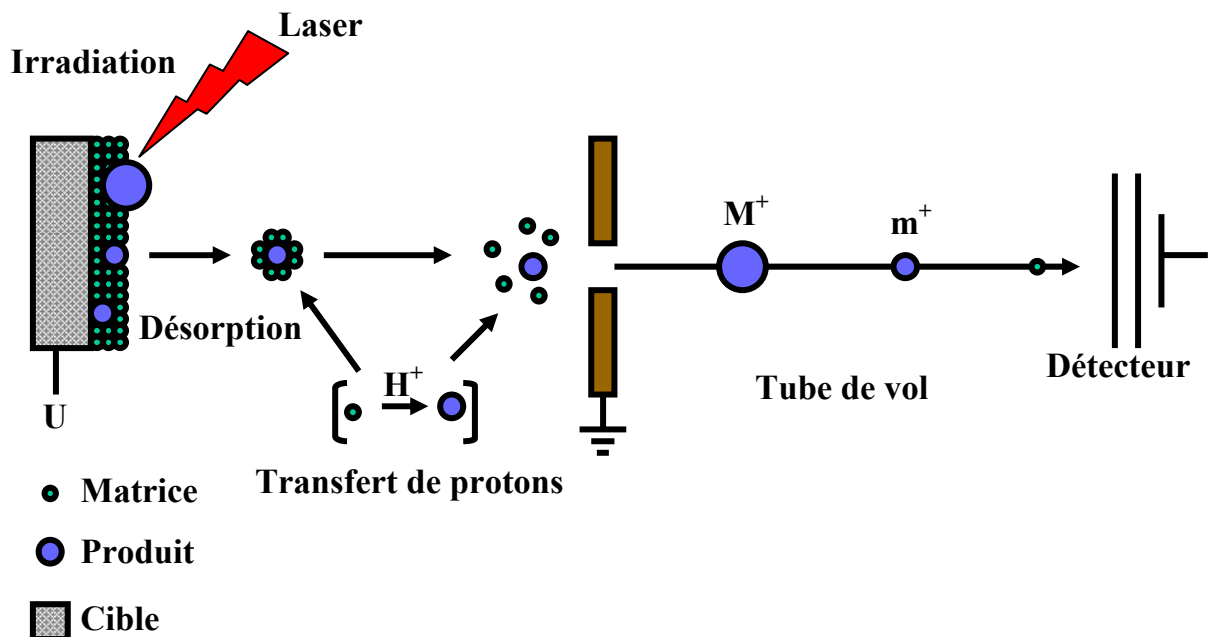 Laser
Irradiation
M+
m+
Désorption
H+
Détecteur
Tube de vol
U
Transfert de protons
Matrice
Produit
Cible